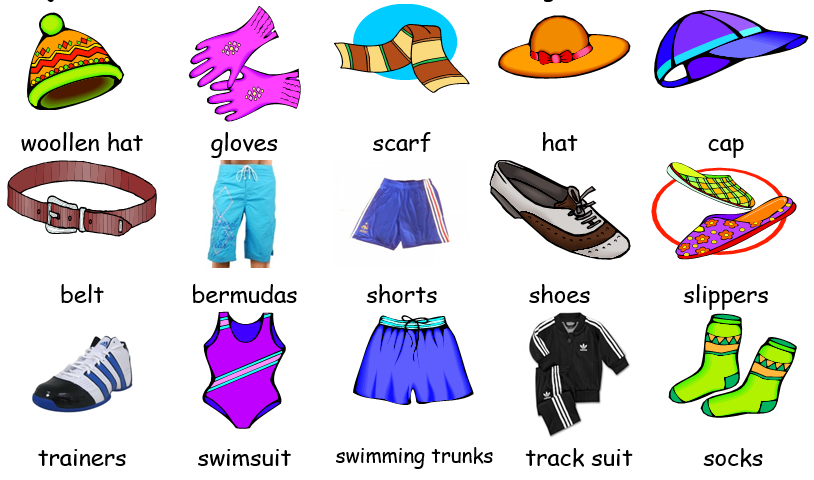 woollen hat gloves scarf hat cap
belt bermudas shorts shoes slippers
trainers swimsuit swimming trunks track suit socks